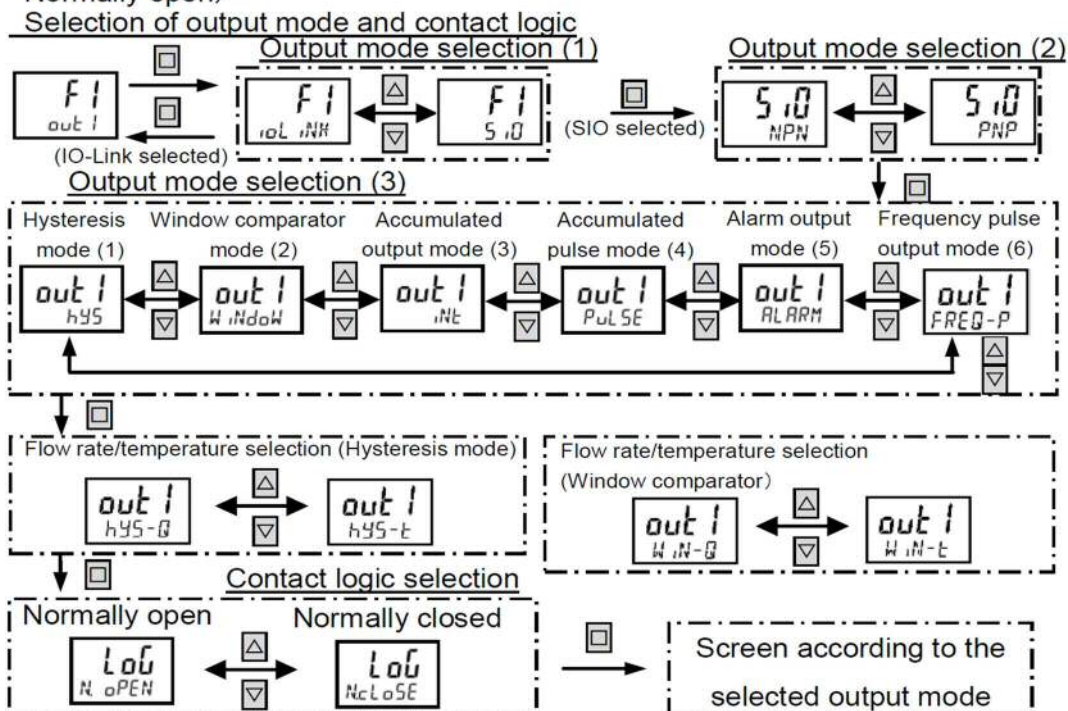 Normally open)
Selection of output mode and contact logic
Output mode selection (1)
Output mode selection (2)
F1
out1
F1
ioL iNK
F1
SiO
(SIO selected)
SiO
NPN
SiO
PNP
(IO-Link selected)
Output mode selection (3)
Hysteresis
mode (1)
Window comparator
mode (2)
Accumulated
output mode (3)
Accumulated
pulse mode (4)
Alarm output
mode (5)
Frequency pulse
output mode (6)
out1
hYS
out1
WiNdoW
out1
iNt
out1
PuLSE
out1
ALARM
out1
FREQ-P
Flow rate/temperature selection (Hysteresis mode)
out1
hYS-Q
out1
hYS-t
Flow rate/temperature selection
(Window comparator)
out1
WiN-Q
out1
WiN-t
Contact logic selection
Normally open
Normally closed
LoG
N. oPEN
LoG
N.cLoSE
Screen according to the
selected output mode